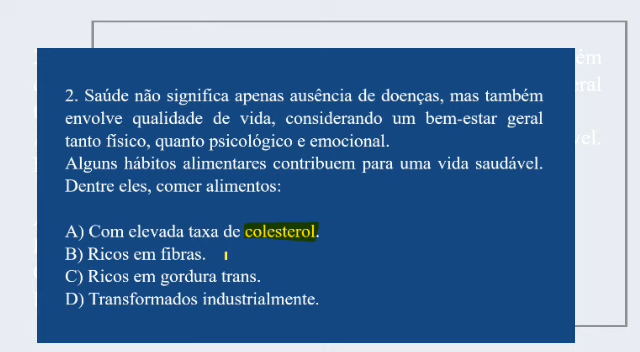 2. Saúde não significa apenas ausência de doenças, mas também
envolve qualidade de vida, considerando um bem-estar geral
tanto físico, quanto psicológico e emocional.
Alguns hábitos alimentares contribuem para uma vida saudável.
Dentre eles, comer alimentos:
A) Com elevada taxa de colesterol.
B) Ricos em fibras.
C) Ricos em gordura trans.
D) Transformados industrialmente.